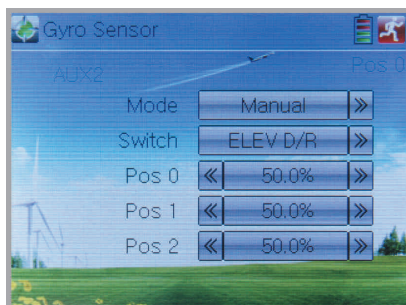 Gyro Sensor
AUX2 Pos 0
Mode Manual
Switch ELEV D/R
Pos 0 50.0%
Pos 1 50.0%
Pos 2 50.0%